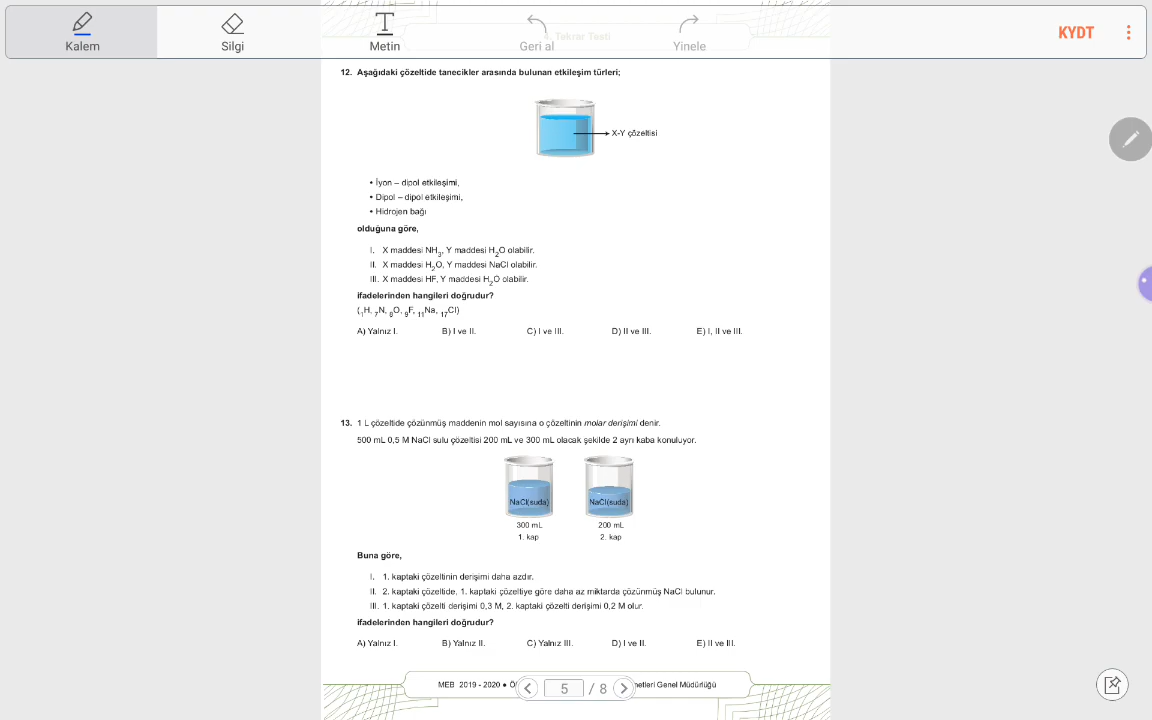 Kalem
Silgi
Metin
Geri al
Yinele
KYDT
4. Tekrar Testi
12. Aşağıdaki çözeltide tanecikler arasında bulunan etkileşim türleri;
X-Y çözeltisi
• İyon – dipol etkileşimi,
• Dipol – dipol etkileşimi,
• Hidrojen bağı
olduğuna göre,
I. X maddesi NH3, Y maddesi H2O olabilir.
II. X maddesi H2O, Y maddesi NaCl olabilir.
III. X maddesi HF, Y maddesi H2O olabilir.
ifadelerinden hangileri doğrudur?
(1H, 7N, 8O, 9F, 11Na, 17Cl)
A) Yalnız I. B) I ve II. C) I ve III. D) II ve III. E) I, II ve III.
13. 1 L çözeltide çözünmüş maddenin mol sayısına o çözeltinin molar derişimi denir.
500 mL 0,5 M NaCl sulu çözeltisi 200 mL ve 300 mL olacak şekilde 2 ayrı kaba konuluyor.
NaCl(suda) NaCl(suda)
300 mL 200 mL
1. kap 2. kap
Buna göre,
I. 1. kaptaki çözeltinin derişimi daha azdır.
II. 2. kaptaki çözeltide, 1. kaptaki çözeltiye göre daha az miktarda çözünmüş NaCl bulunur.
III. 1. kaptaki çözelti derişimi 0,3 M, 2. kaptaki çözelti derişimi 0,2 M olur.
ifadelerinden hangileri doğrudur?
A) Yalnız I. B) Yalnız II. C) Yalnız III. D) I ve II. E) II ve III.
MEB 2019 - 2020 • Genel Müdürlüğü
5 / 8